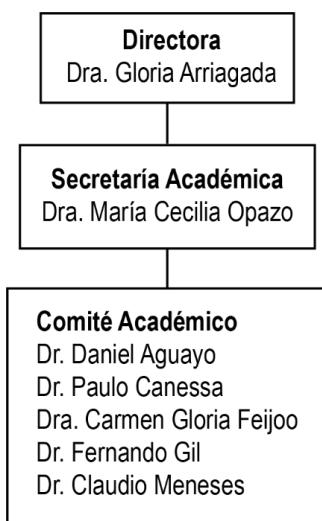 Directora
Dra. Gloria Arriagada
Secretaría Académica
Dra. María Cecilia Opazo
Comité Académico
Dr. Daniel Aguayo
Dr. Paulo Canessa
Dra. Carmen Gloria Feijoo
Dr. Fernando Gil
Dr. Claudio Meneses